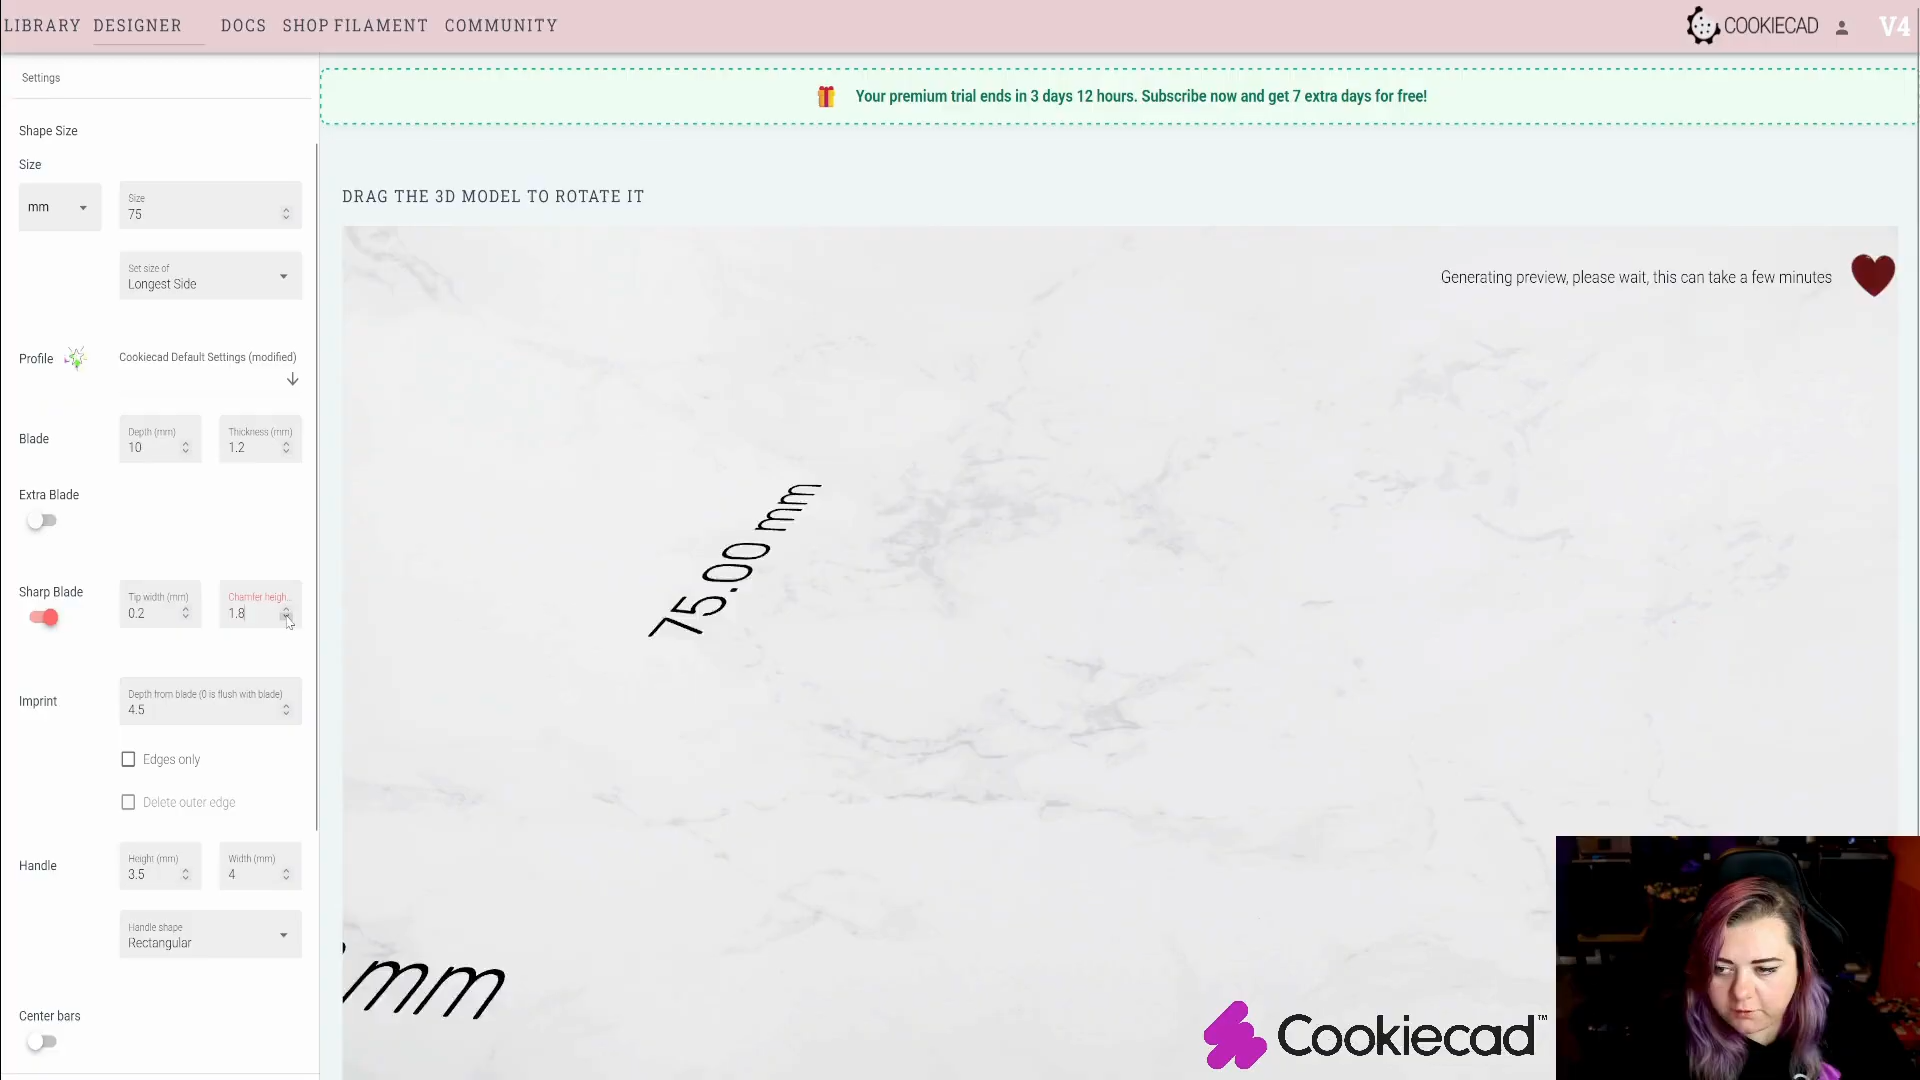 LIBRARY DESIGNER DOCS SHOP FILAMENT COMMUNITY
COOKIECAD V4
Settings
Your premium trial ends in 3 days 12 hours. Subscribe now and get 7 extra days for free!
Shape Size
Size
mm
Size
75
Set size of
Longest Side
DRAG THE 3D MODEL TO ROTATE IT
Generating preview, please wait, this can take a few minutes
Profile
Cookiecad Default Settings (modified)
Blade
Depth (mm)
10
Thickness (mm)
1.2
Extra Blade
75.00 mm
Sharp Blade
Tip width (mm)
0.2
Chamfer heigh...
1.8
Imprint
Depth from blade (0 is flush with blade)
4.5
Edges only
Delete outer edge
Handle
Height (mm)
3.5
Width (mm)
4
Handle shape
Rectangular
mm
Center bars
Cookiecad™